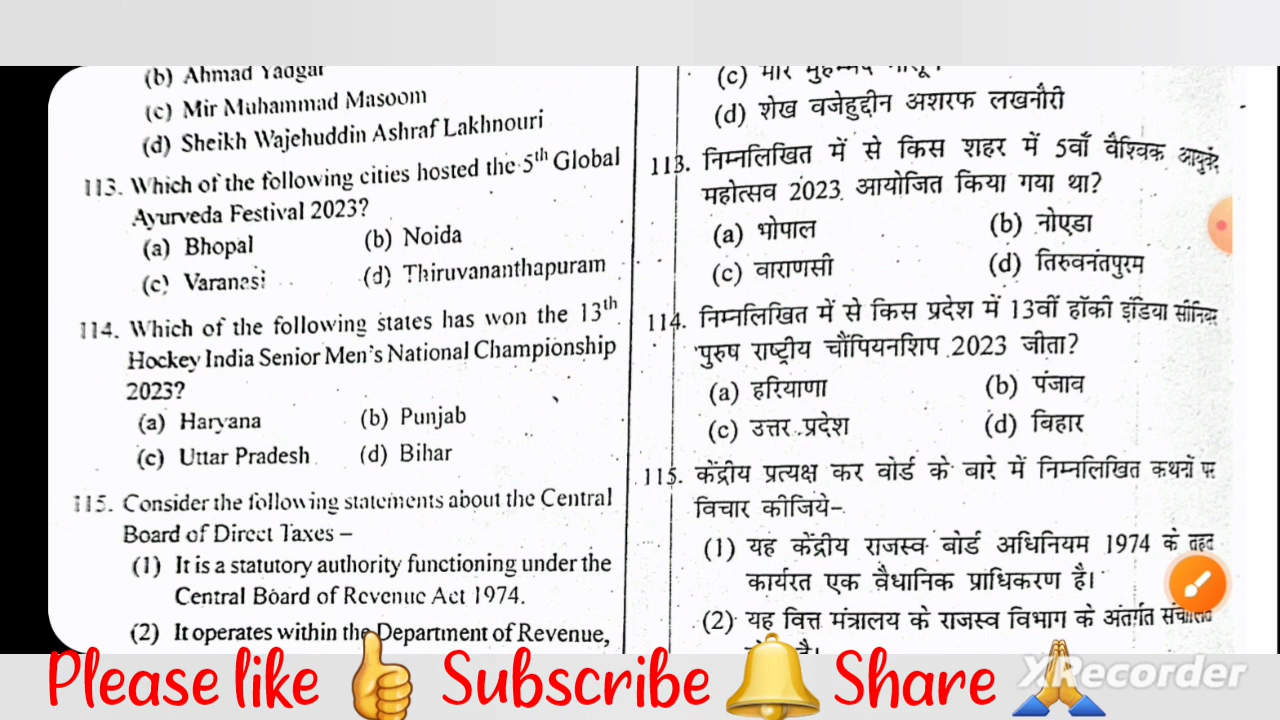 (b) Ahmad Yadgar
(c) Mir Muhammad Masoom
(d) Sheikh Wajehuddin Ashraf Lakhnouri
113. Which of the following cities hosted the 5th Global
Ayurveda Festival 2023?
(a) Bhopal (b) Noida
(c) Varanasi (d) Thiruvananthapuram
114. Which of the following states has won the 13th
Hockey India Senior Men's National Championship
2023?
(a) Haryana (b) Punjab
(c) Uttar Pradesh (d) Bihar
115. Consider the following statements about the Central
Board of Direct Taxes –
(1) It is a statutory authority functioning under the
Central Board of Revenue Act 1974.
(2) It operates within the Department of Revenue,
(c) मीर मुहम्मद
(d) शेख वजेहुद्दीन अशरफ लखनौरी
113. निम्नलिखित में से किस शहर में 5वाँ वैश्विक
महोत्सव 2023 आयोजित किया गया था?
(a) भोपाल (b) नोएडा
(c) वाराणसी (d) तिरुवनंतपुरम
114. निम्नलिखित में से किस प्रदेश में 13वीं हॉकी इंडिया सीनियर
पुरुष राष्ट्रीय चौंपियनशिप 2023 जीता?
(a) हरियाणा (b) पंजाब
(c) उत्तर प्रदेश (d) बिहार
115. केंद्रीय प्रत्यक्ष कर बोर्ड के बारे में निम्नलिखित कथनों पर
विचार कीजिये–
(1) यह केंद्रीय राजस्व बोर्ड अधिनियम 1974 के तहत
कार्यरत एक वैधानिक प्राधिकरण है।
(2) यह वित्त मंत्रालय के राजस्व विभाग के अंतर्गत संचालित
है।
Please like Subscribe Share
XRecorder